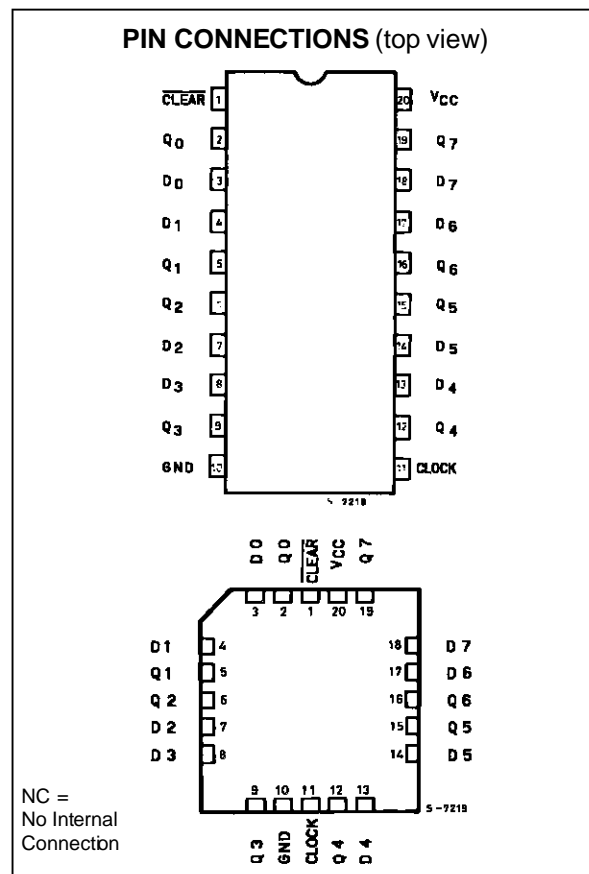 PIN CONNECTIONS (top view)
CLEAR 1 20 VCC
Q0 2 19 Q7
D0 3 18 D7
D1 4 17 D6
Q1 5 16 Q6
Q2 15 Q5
D2 7 14 D5
D3 8 13 D4
Q3 9 12 Q4
GND 10 11 CLOCK
S-7218
D0 Q0 CLEAR VCC Q7
3 2 1 20 19
D1 4 18 D7
Q1 5 17 D6
Q2 6 16 Q6
D2 7 15 Q5
D3 8 14 D5
9 10 11 12 13
S-7219
Q3 GND CLOCK Q4 D4
NC =
No Internal
Connection